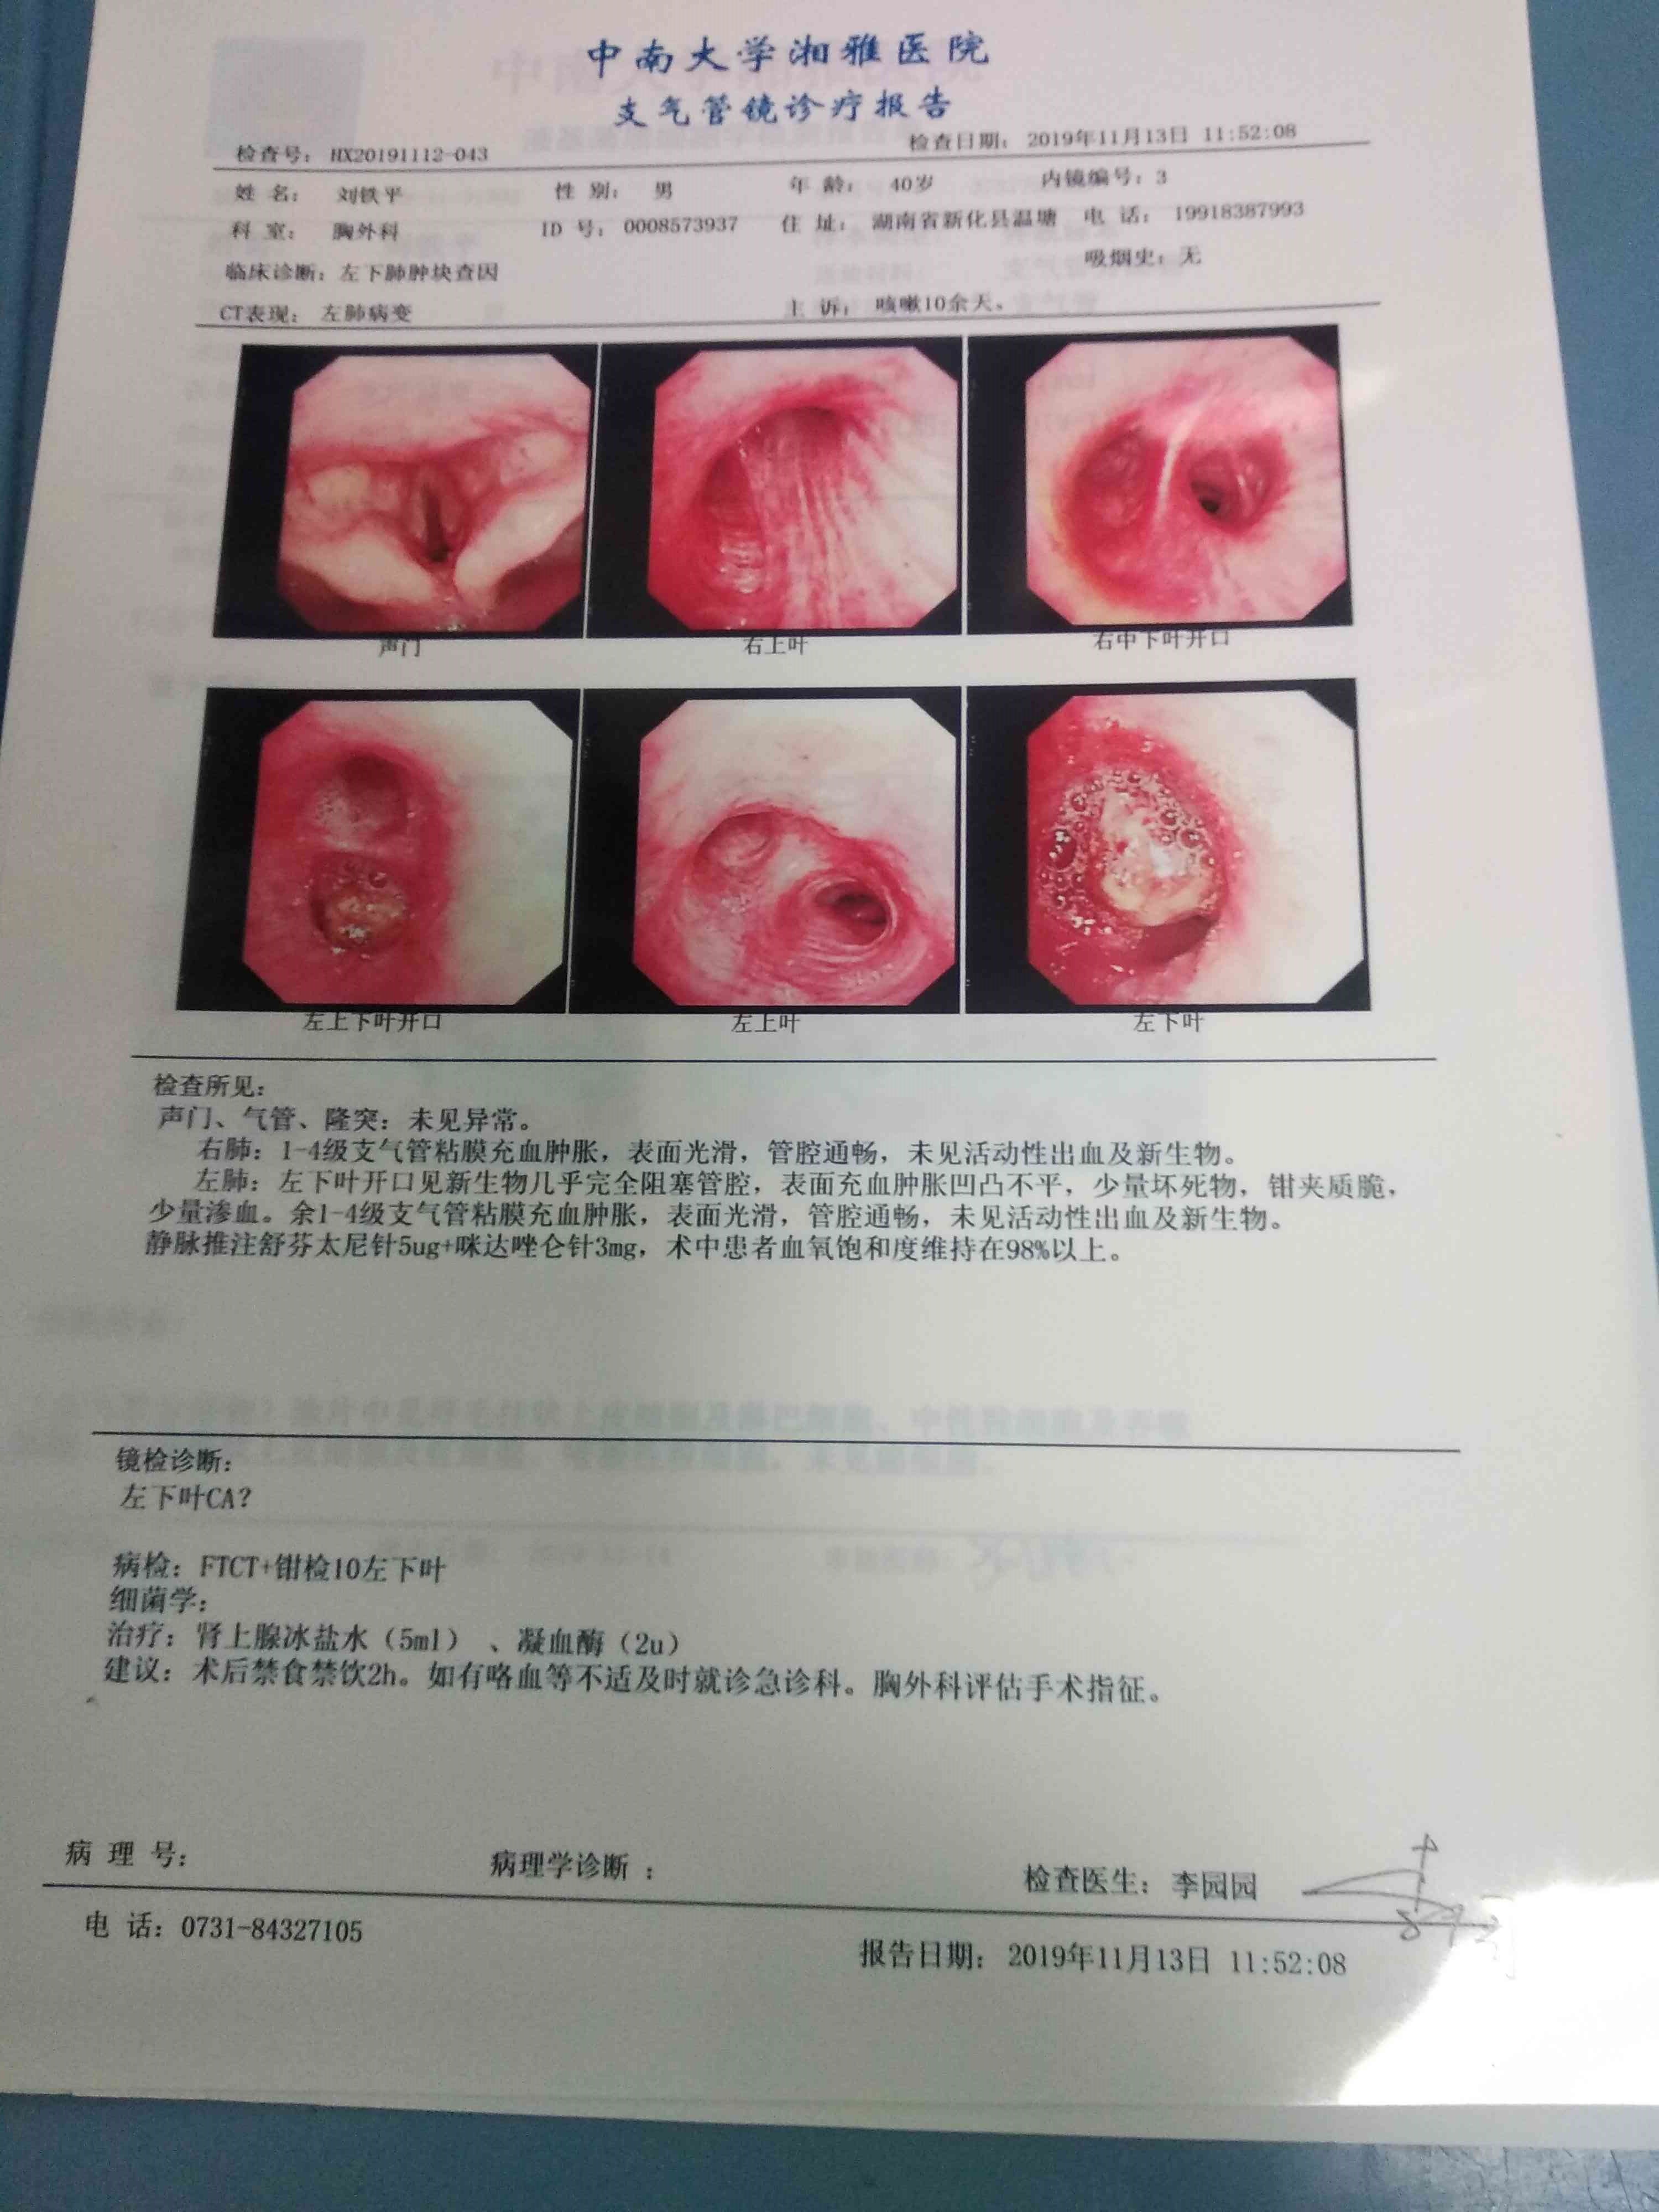 中南大学湘雅医院
支气管镜诊疗报告
检查号：HX20191112-043 检查日期：2019年11月13日 11:52:08
姓 名：刘铁平 性 别：男 年 龄：40岁 内镜编号：3
科 室：胸外科 ID 号：0008573937 住 址：湖南省新化县温塘 电 话：19918387993
临床诊断：左下肺肿块查因 吸烟史：无
CT表现：左肺病变 主 诉：咳嗽10余天。
声门 右上叶 右中下叶开口
左上下叶开口 左上叶 左下叶
检查所见：
声门、气管、隆突：未见异常。
右肺：1-4级支气管粘膜充血肿胀，表面光滑，管腔通畅，未见活动性出血及新生物。
左肺：左下叶开口见新生物几乎完全阻塞管腔，表面充血肿胀凹凸不平，少量坏死物，钳夹质脆，
少量渗血。余1-4级支气管粘膜充血肿胀，表面光滑，管腔通畅，未见活动性出血及新生物。
静脉推注舒芬太尼针5ug+咪达唑仑针3mg，术中患者血氧饱和度维持在98%以上。
镜检诊断：
左下叶CA？
病检：FTCT+钳检10左下叶
细菌学：
治疗：肾上腺冰盐水（5ml）、凝血酶（2u）
建议：术后禁食禁饮2h。如有咯血等不适及时就诊急诊科。胸外科评估手术指征。
病 理 号： 病理学诊断： 检查医生：李园园
电 话：0731-84327105
报告日期：2019年11月13日 11:52:08